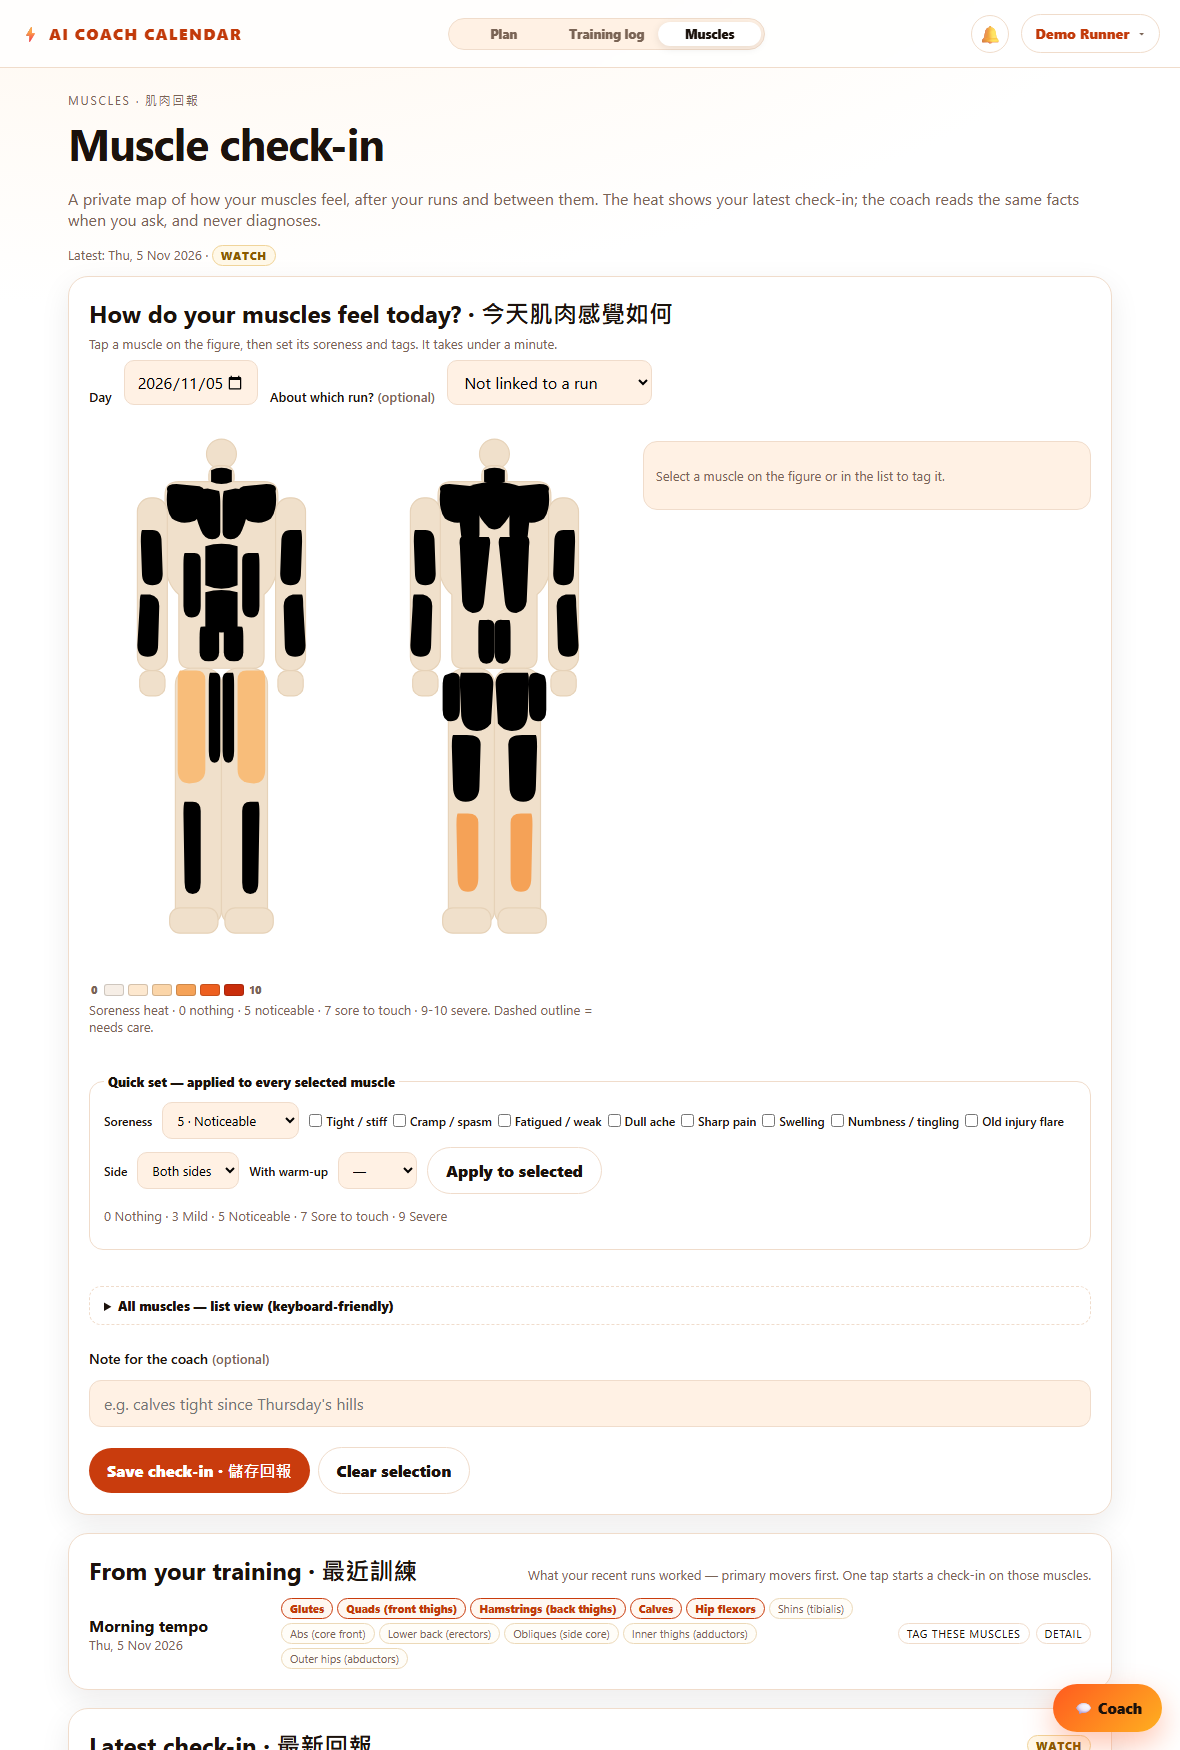 AI COACH CALENDAR
Plan
Training log
Muscles
Demo Runner
MUSCLES · 肌肉回報
Muscle check-in
A private map of how your muscles feel, after your runs and between them. The heat shows your latest check-in; the coach reads the same facts
when you ask, and never diagnoses.
Latest: Thu, 5 Nov 2026 · WATCH
How do your muscles feel today? · 今天肌肉感覺如何
Tap a muscle on the figure, then set its soreness and tags. It takes under a minute.
Day 2026/11/05 About which run? (optional) Not linked to a run
Select a muscle on the figure or in the list to tag it.
0 10
Soreness heat · 0 nothing · 5 noticeable · 7 sore to touch · 9-10 severe. Dashed outline =
needs care.
Quick set — applied to every selected muscle
Soreness 5 · Noticeable Tight / stiff Cramp / spasm Fatigued / weak Dull ache Sharp pain Swelling Numbness / tingling Old injury flare
Side Both sides With warm-up — Apply to selected
0 Nothing · 3 Mild · 5 Noticeable · 7 Sore to touch · 9 Severe
All muscles — list view (keyboard-friendly)
Note for the coach (optional)
e.g. calves tight since Thursday's hills
Save check-in · 儲存回報
Clear selection
From your training · 最近訓練
What your recent runs worked — primary movers first. One tap starts a check-in on those muscles.
Morning tempo
Thu, 5 Nov 2026
Glutes Quads (front thighs) Hamstrings (back thighs) Calves Hip flexors Shins (tibialis)
Abs (core front) Lower back (erectors) Obliques (side core) Inner thighs (adductors)
Outer hips (abductors)
TAG THESE MUSCLES DETAIL
Coach
Latest check-in · 最新回報
WATCH